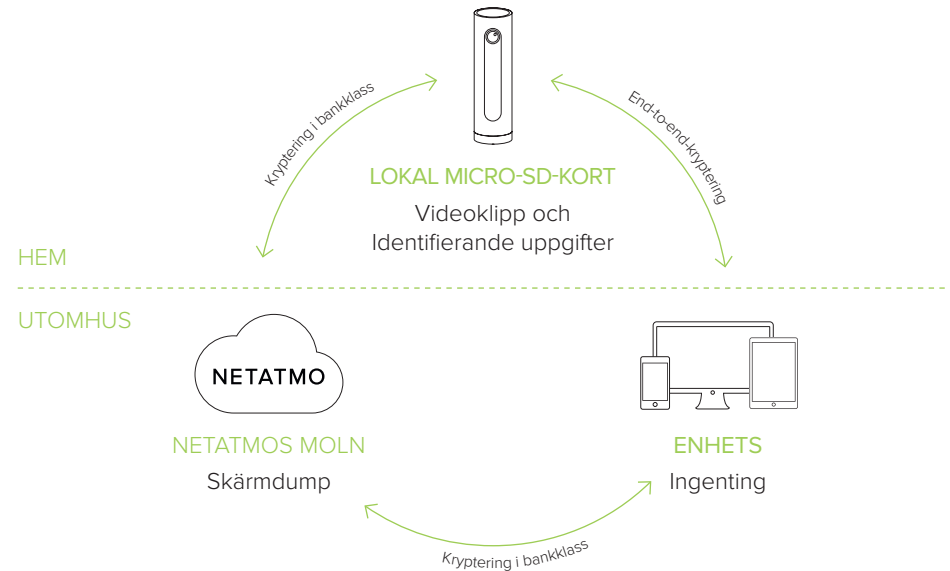 Kryptering i bankklass
End-to-end-kryptering
LOKAL MICRO-SD-KORT
Videoklipp och
Identifierande uppgifter
HEM
UTOMHUS
NETATMO
NETATMOS MOLN
Skärmdump
ENHETS
Ingenting
Kryptering i bankklass